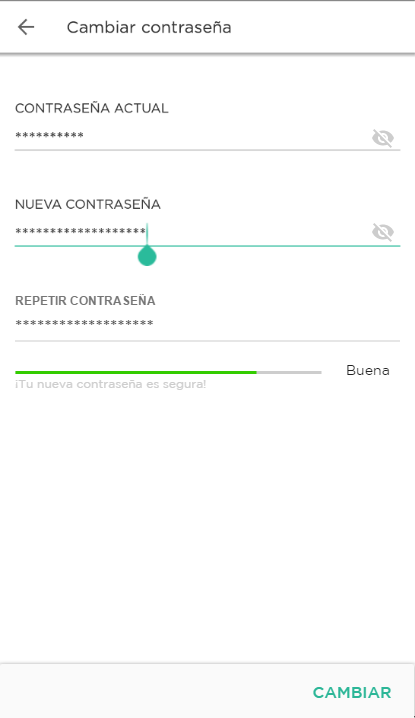 Cambiar contraseña
CONTRASEÑA ACTUAL
**********
NUEVA CONTRASEÑA
*******************
REPETIR CONTRASEÑA
*******************
Buena
¡Tu nueva contraseña es segura!
CAMBIAR